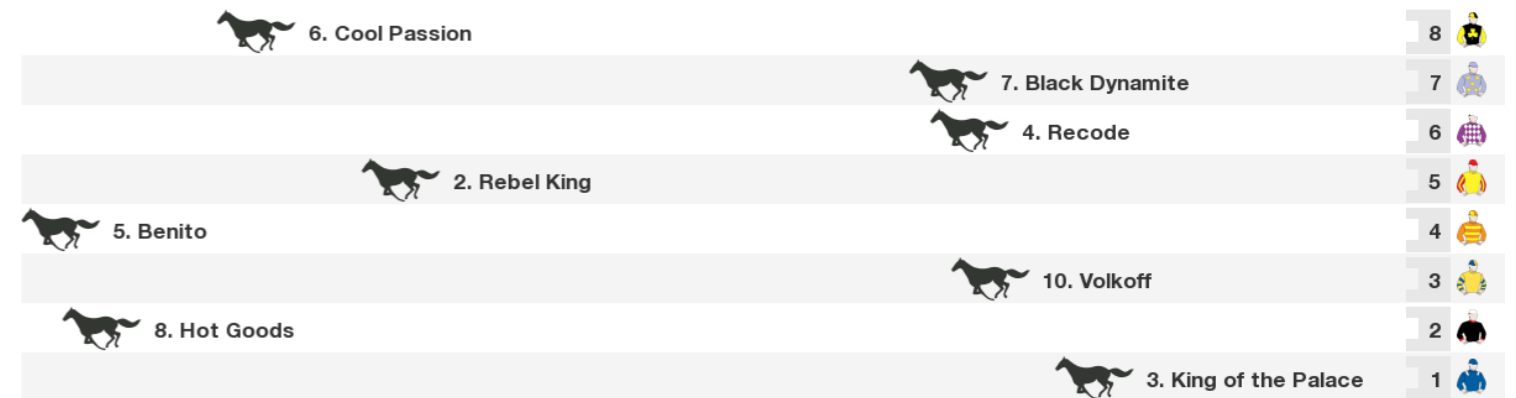 6. Cool Passion 8
7. Black Dynamite 7
4. Recode 6
2. Rebel King 5
5. Benito 4
10. Volkoff 3
8. Hot Goods 2
3. King of the Palace 1